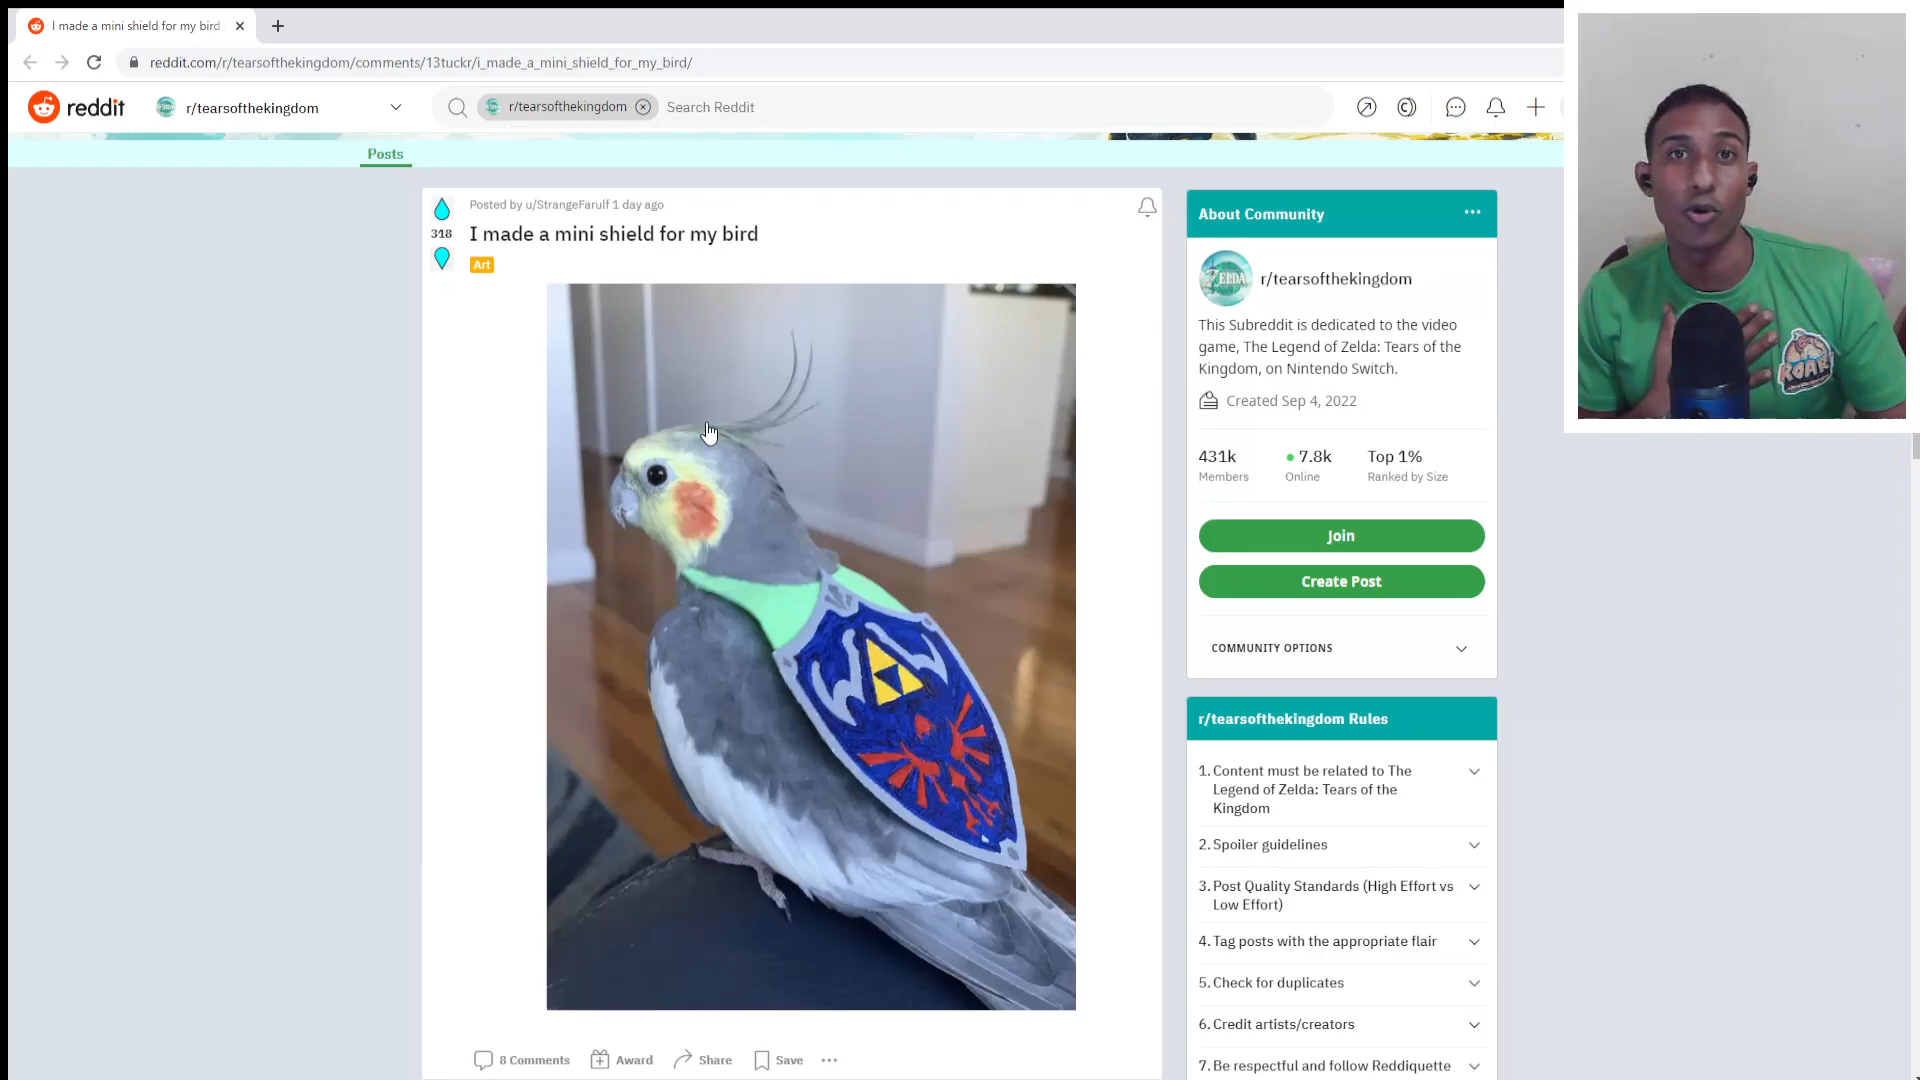 I made a mini shield for my bird
reddit.com/r/tearsofthekingdom/comments/13tuckr/i_made_a_mini_shield_for_my_bird/
reddit
r/tearsofthekingdom
r/tearsofthekingdom
Search Reddit
Posts
Posted by u/StrangeFarulf 1 day ago
318
I made a mini shield for my bird
Art
8 Comments
Award
Share
Save
About Community
ZELDA
r/tearsofthekingdom
This Subreddit is dedicated to the video
game, The Legend of Zelda: Tears of the
Kingdom, on Nintendo Switch.
Created Sep 4, 2022
431k 7.8k Top 1%
Members Online Ranked by Size
Join
Create Post
COMMUNITY OPTIONS
r/tearsofthekingdom Rules
1. Content must be related to The
Legend of Zelda: Tears of the
Kingdom
2. Spoiler guidelines
3. Post Quality Standards (High Effort vs
Low Effort)
4. Tag posts with the appropriate flair
5. Check for duplicates
6. Credit artists/creators
7. Be respectful and follow Reddiquette
ROAR